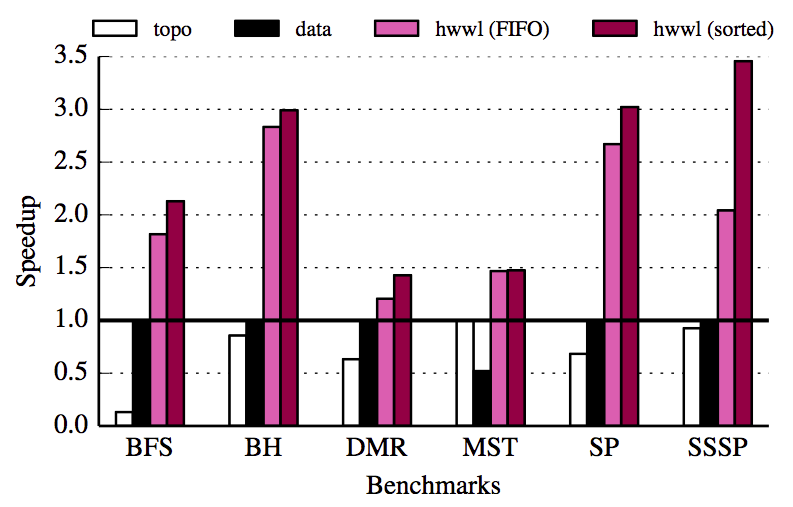 topo data hwwl (FIFO) hwwl (sorted)
3.5
3.0
2.5
2.0
1.5
1.0
0.5
0.0
Speedup
BFS BH DMR MST SP SSSP
Benchmarks